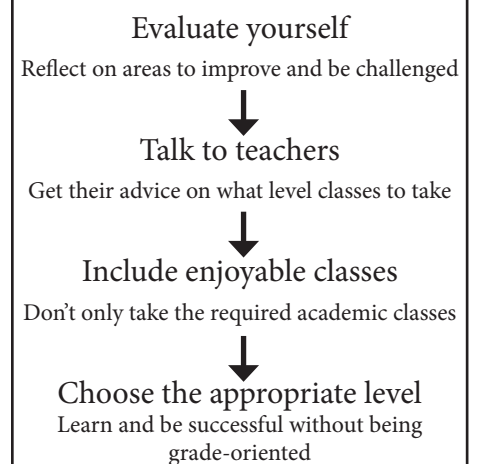 Evaluate yourself
Reflect on areas to improve and be challenged
Talk to teachers
Get their advice on what level classes to take
Include enjoyable classes
Don’t only take the required academic classes
Choose the appropriate level
Learn and be successful without being
grade-oriented